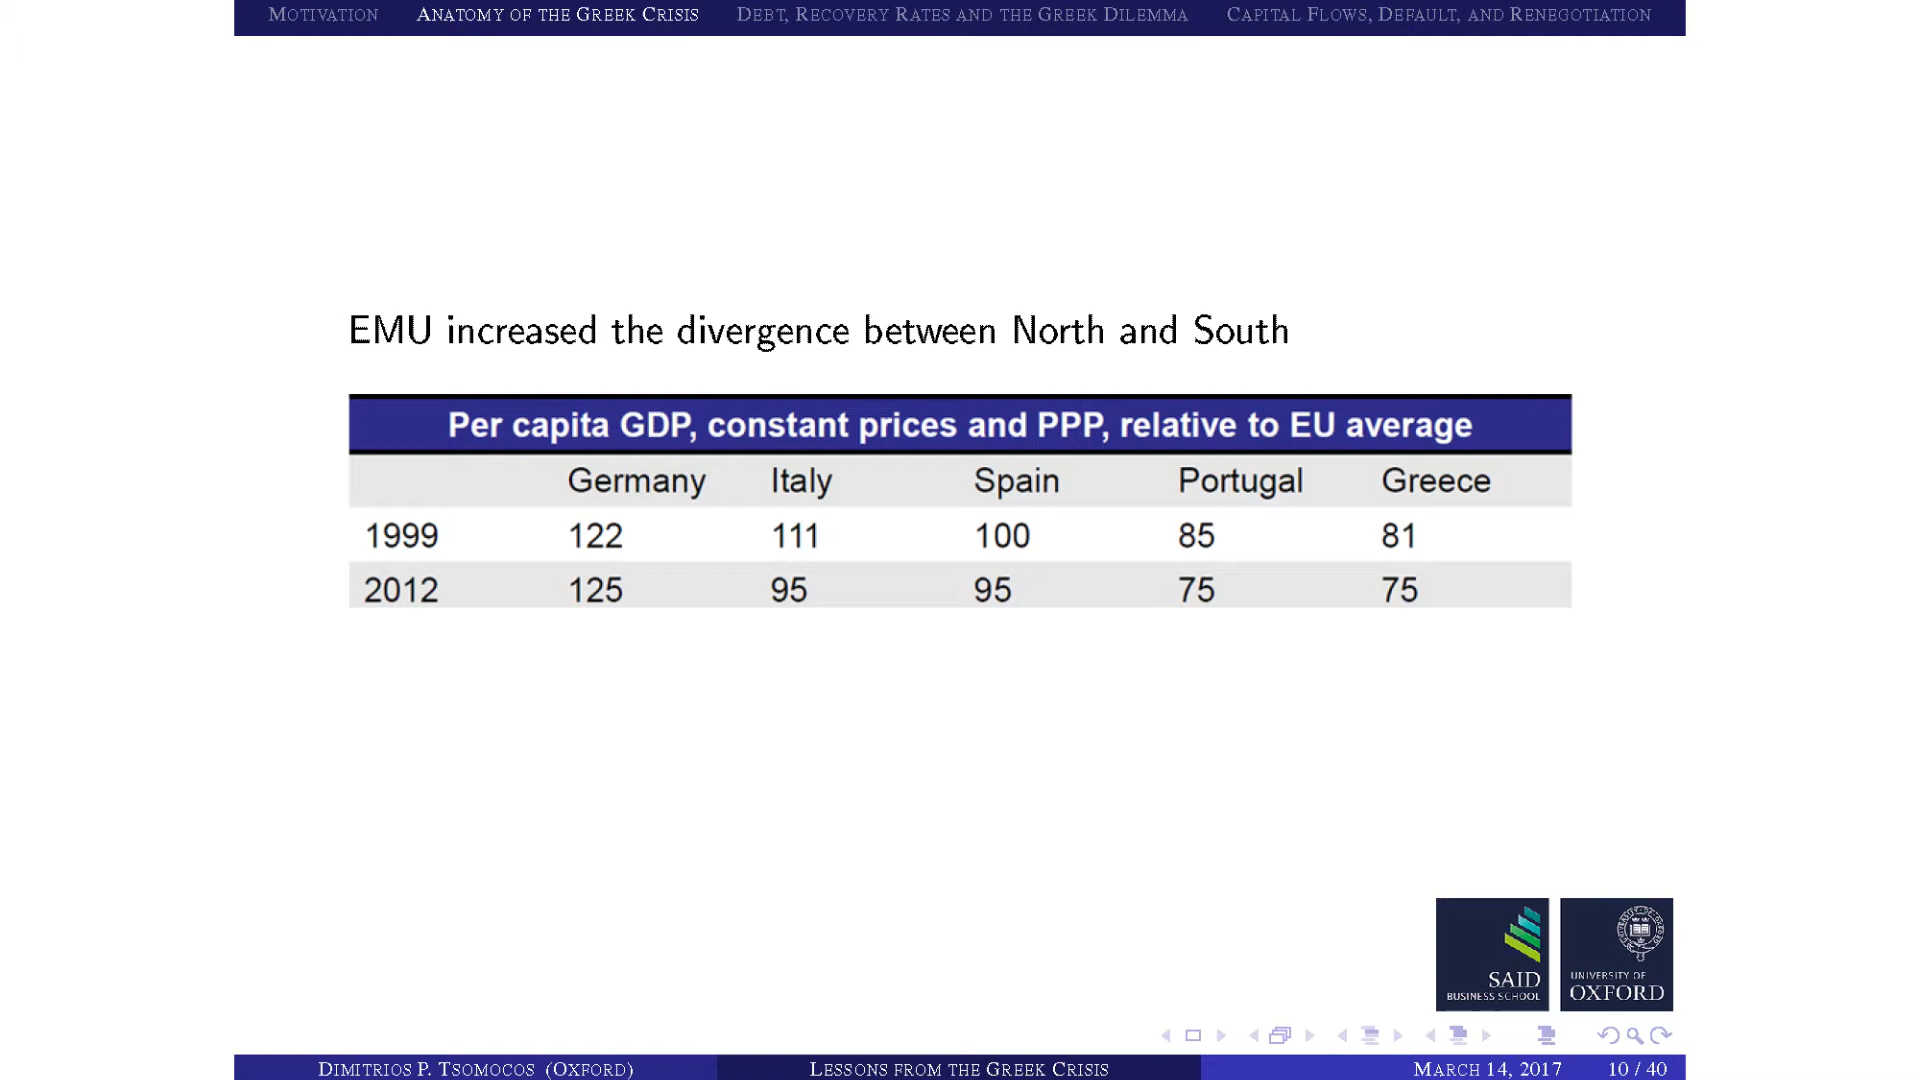 MOTIVATION ANATOMY OF THE GREEK CRISIS DEBT, RECOVERY RATES AND THE GREEK DILEMMA CAPITAL FLOWS, DEFAULT, AND RENEGOTIATION
EMU increased the divergence between North and South
Per capita GDP, constant prices and PPP, relative to EU average
Germany Italy Spain Portugal Greece
1999 122 111 100 85 81
2012 125 95 95 75 75
SAID
BUSINESS SCHOOL
UNIVERSITY OF
OXFORD
DIMITRIOS P. TSOMOCOS (OXFORD) LESSONS FROM THE GREEK CRISIS MARCH 14, 2017 10 / 40